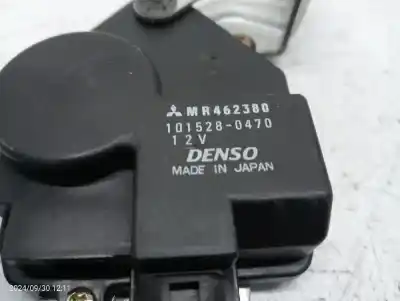 MR462380
101528-0470
12V
DENSO
MADE IN JAPAN
2024/09/30 12:11